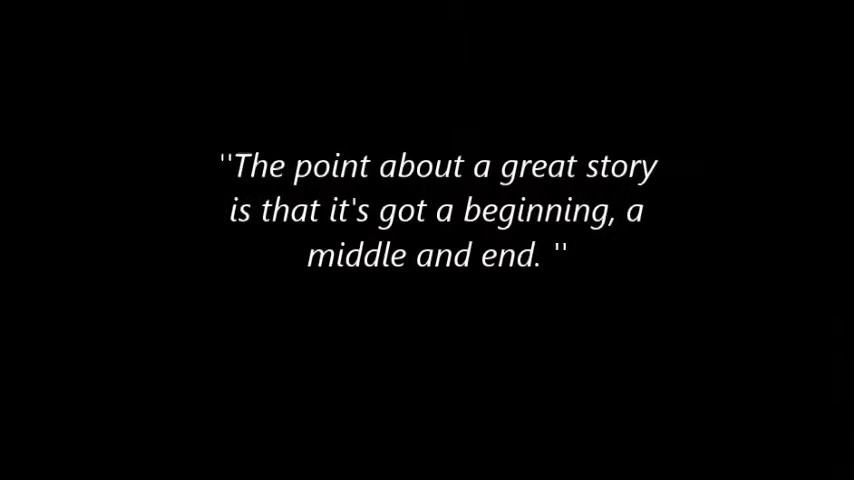 "The point about a great story
is that it's got a beginning, a
middle and end. "